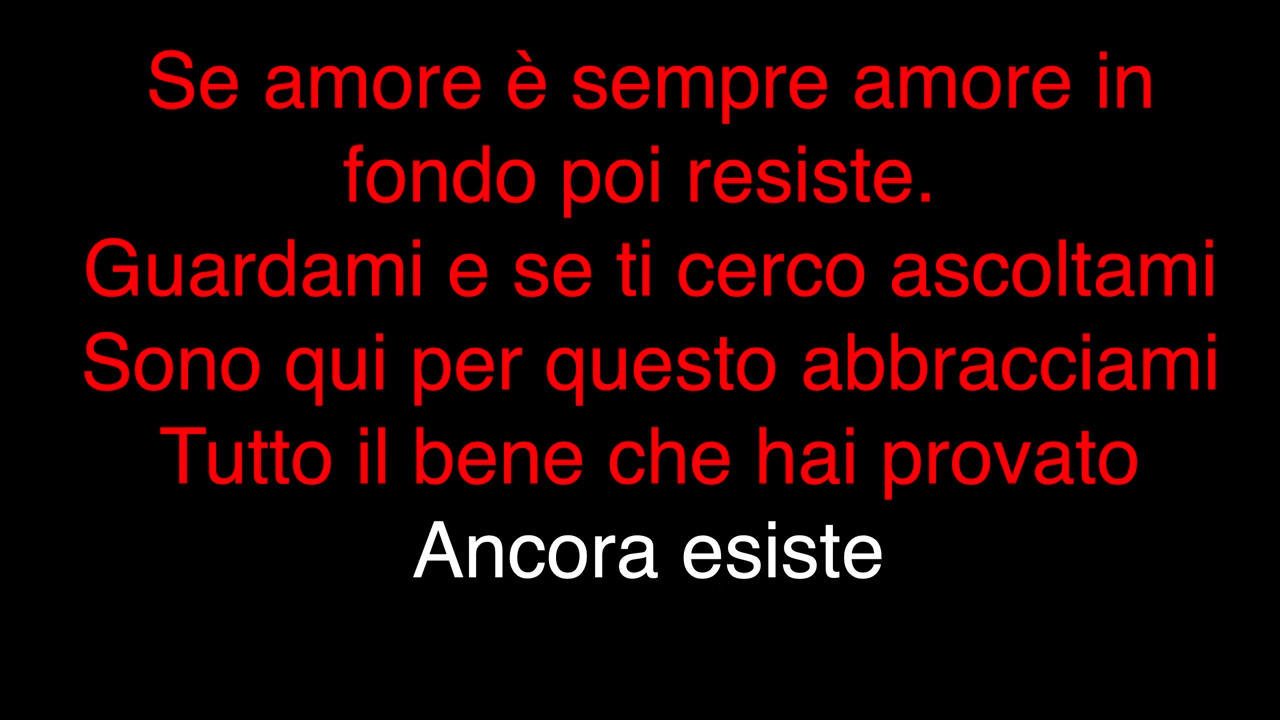 Se amore è sempre amore in
fondo poi resiste.
Guardami e se ti cerco ascoltami
Sono qui per questo abbracciami
Tutto il bene che hai provato
Ancora esiste